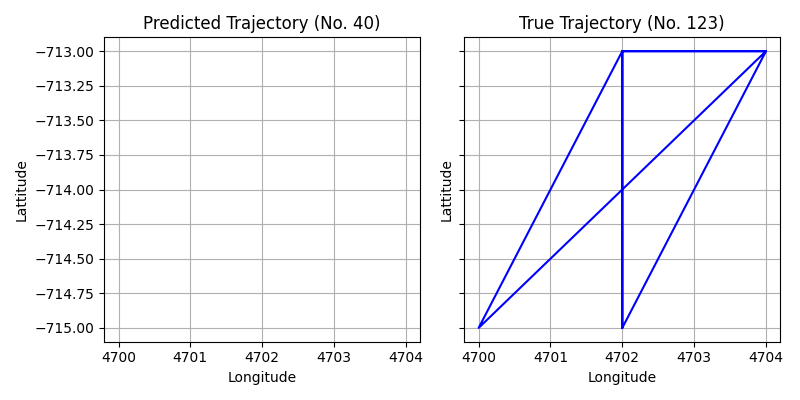 Predicted Trajectory (No. 40)
True Trajectory (No. 123)
Lattitude
−713.00
−713.25
−713.50
−713.75
−714.00
−714.25
−714.50
−714.75
−715.00
4700 4701 4702 4703 4704
Longitude
Lattitude
4700 4701 4702 4703 4704
Longitude